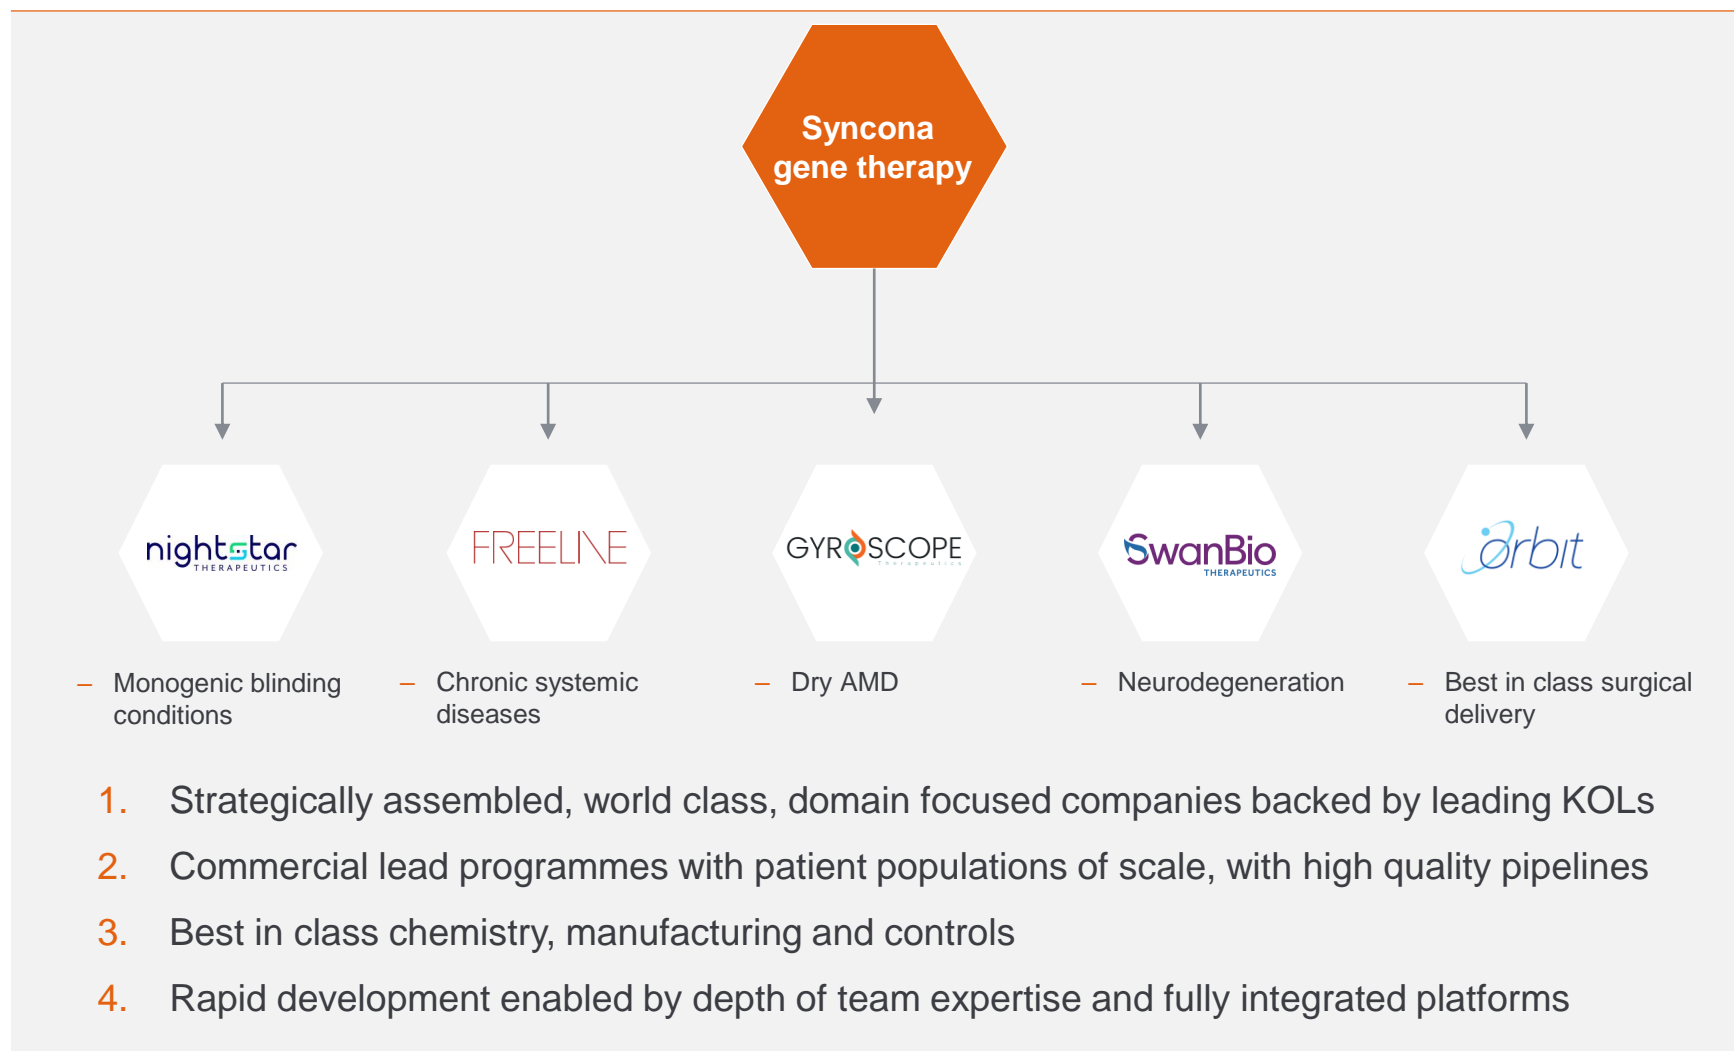 Syncona
gene therapy
nightstar
THERAPEUTICS
FREELINE
GYROSCOPE
Therapeutics
SwanBio
THERAPEUTICS
Orbit
– Monogenic blinding
conditions
– Chronic systemic
diseases
– Dry AMD
– Neurodegeneration
– Best in class surgical
delivery
1. Strategically assembled, world class, domain focused companies backed by leading KOLs
2. Commercial lead programmes with patient populations of scale, with high quality pipelines
3. Best in class chemistry, manufacturing and controls
4. Rapid development enabled by depth of team expertise and fully integrated platforms